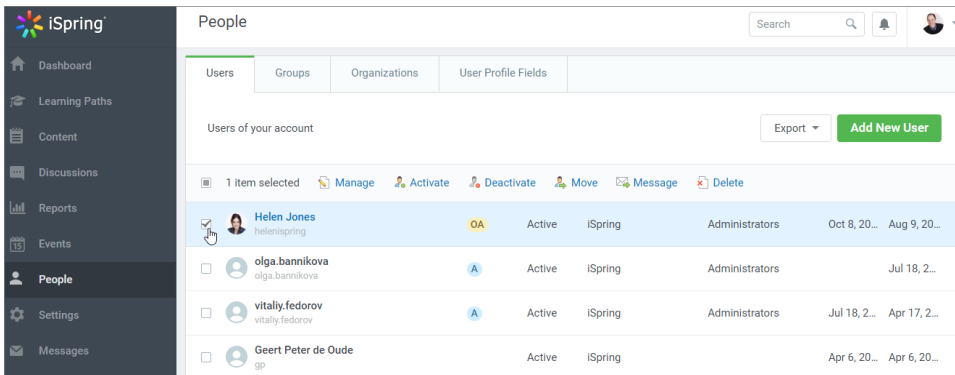 iSpring
People
Search
Dashboard
Learning Paths
Content
Discussions
Reports
15 Events
People
Settings
Messages
Users Groups Organizations User Profile Fields
Users of your account Export Add New User
1 item selected Manage Activate Deactivate Move Message Delete
Helen Jones OA Active iSpring Administrators Oct 8, 20... Aug 9, 20...
helenispring
olga.bannikova A Active iSpring Administrators Jul 18, 2...
olga.bannikova
vitaliy.fedorov A Active iSpring Administrators Jul 18, 2... Apr 17, 2...
vitaliy.fedorov
Geert Peter de Oude Active iSpring Apr 6, 20... Apr 6, 20...
gp